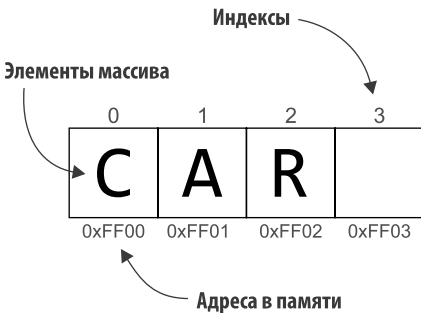 Индексы
Элементы массива
0 1 2 3
C A R
0xFF00 0xFF01 0xFF02 0xFF03
Адреса в памяти